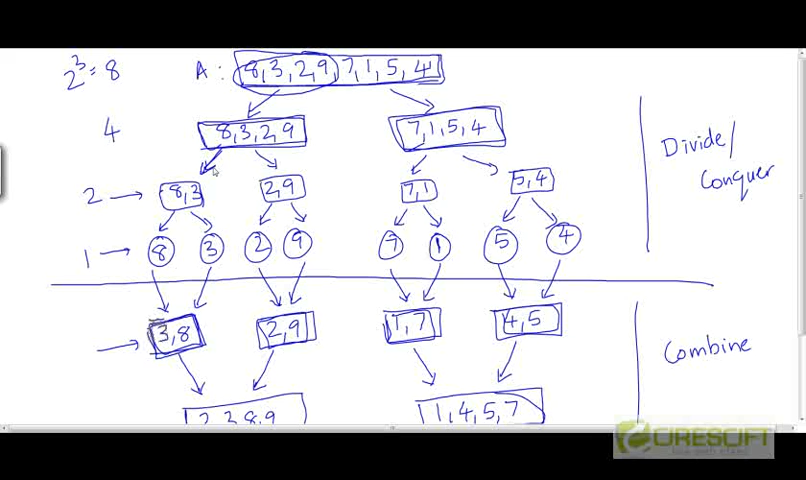 2³=8 A: 8,3,2,9,7,1,5,4
4 8,3,2,9 7,1,5,4
Divide/
Conquer
2 8,3 2,9 7,1 5,4
1 8 3 2 9 7 1 5 4
3,8 2,9 1,7 4,5
Combine
2,3,8,9 1,4,5,7
CIRESOFT